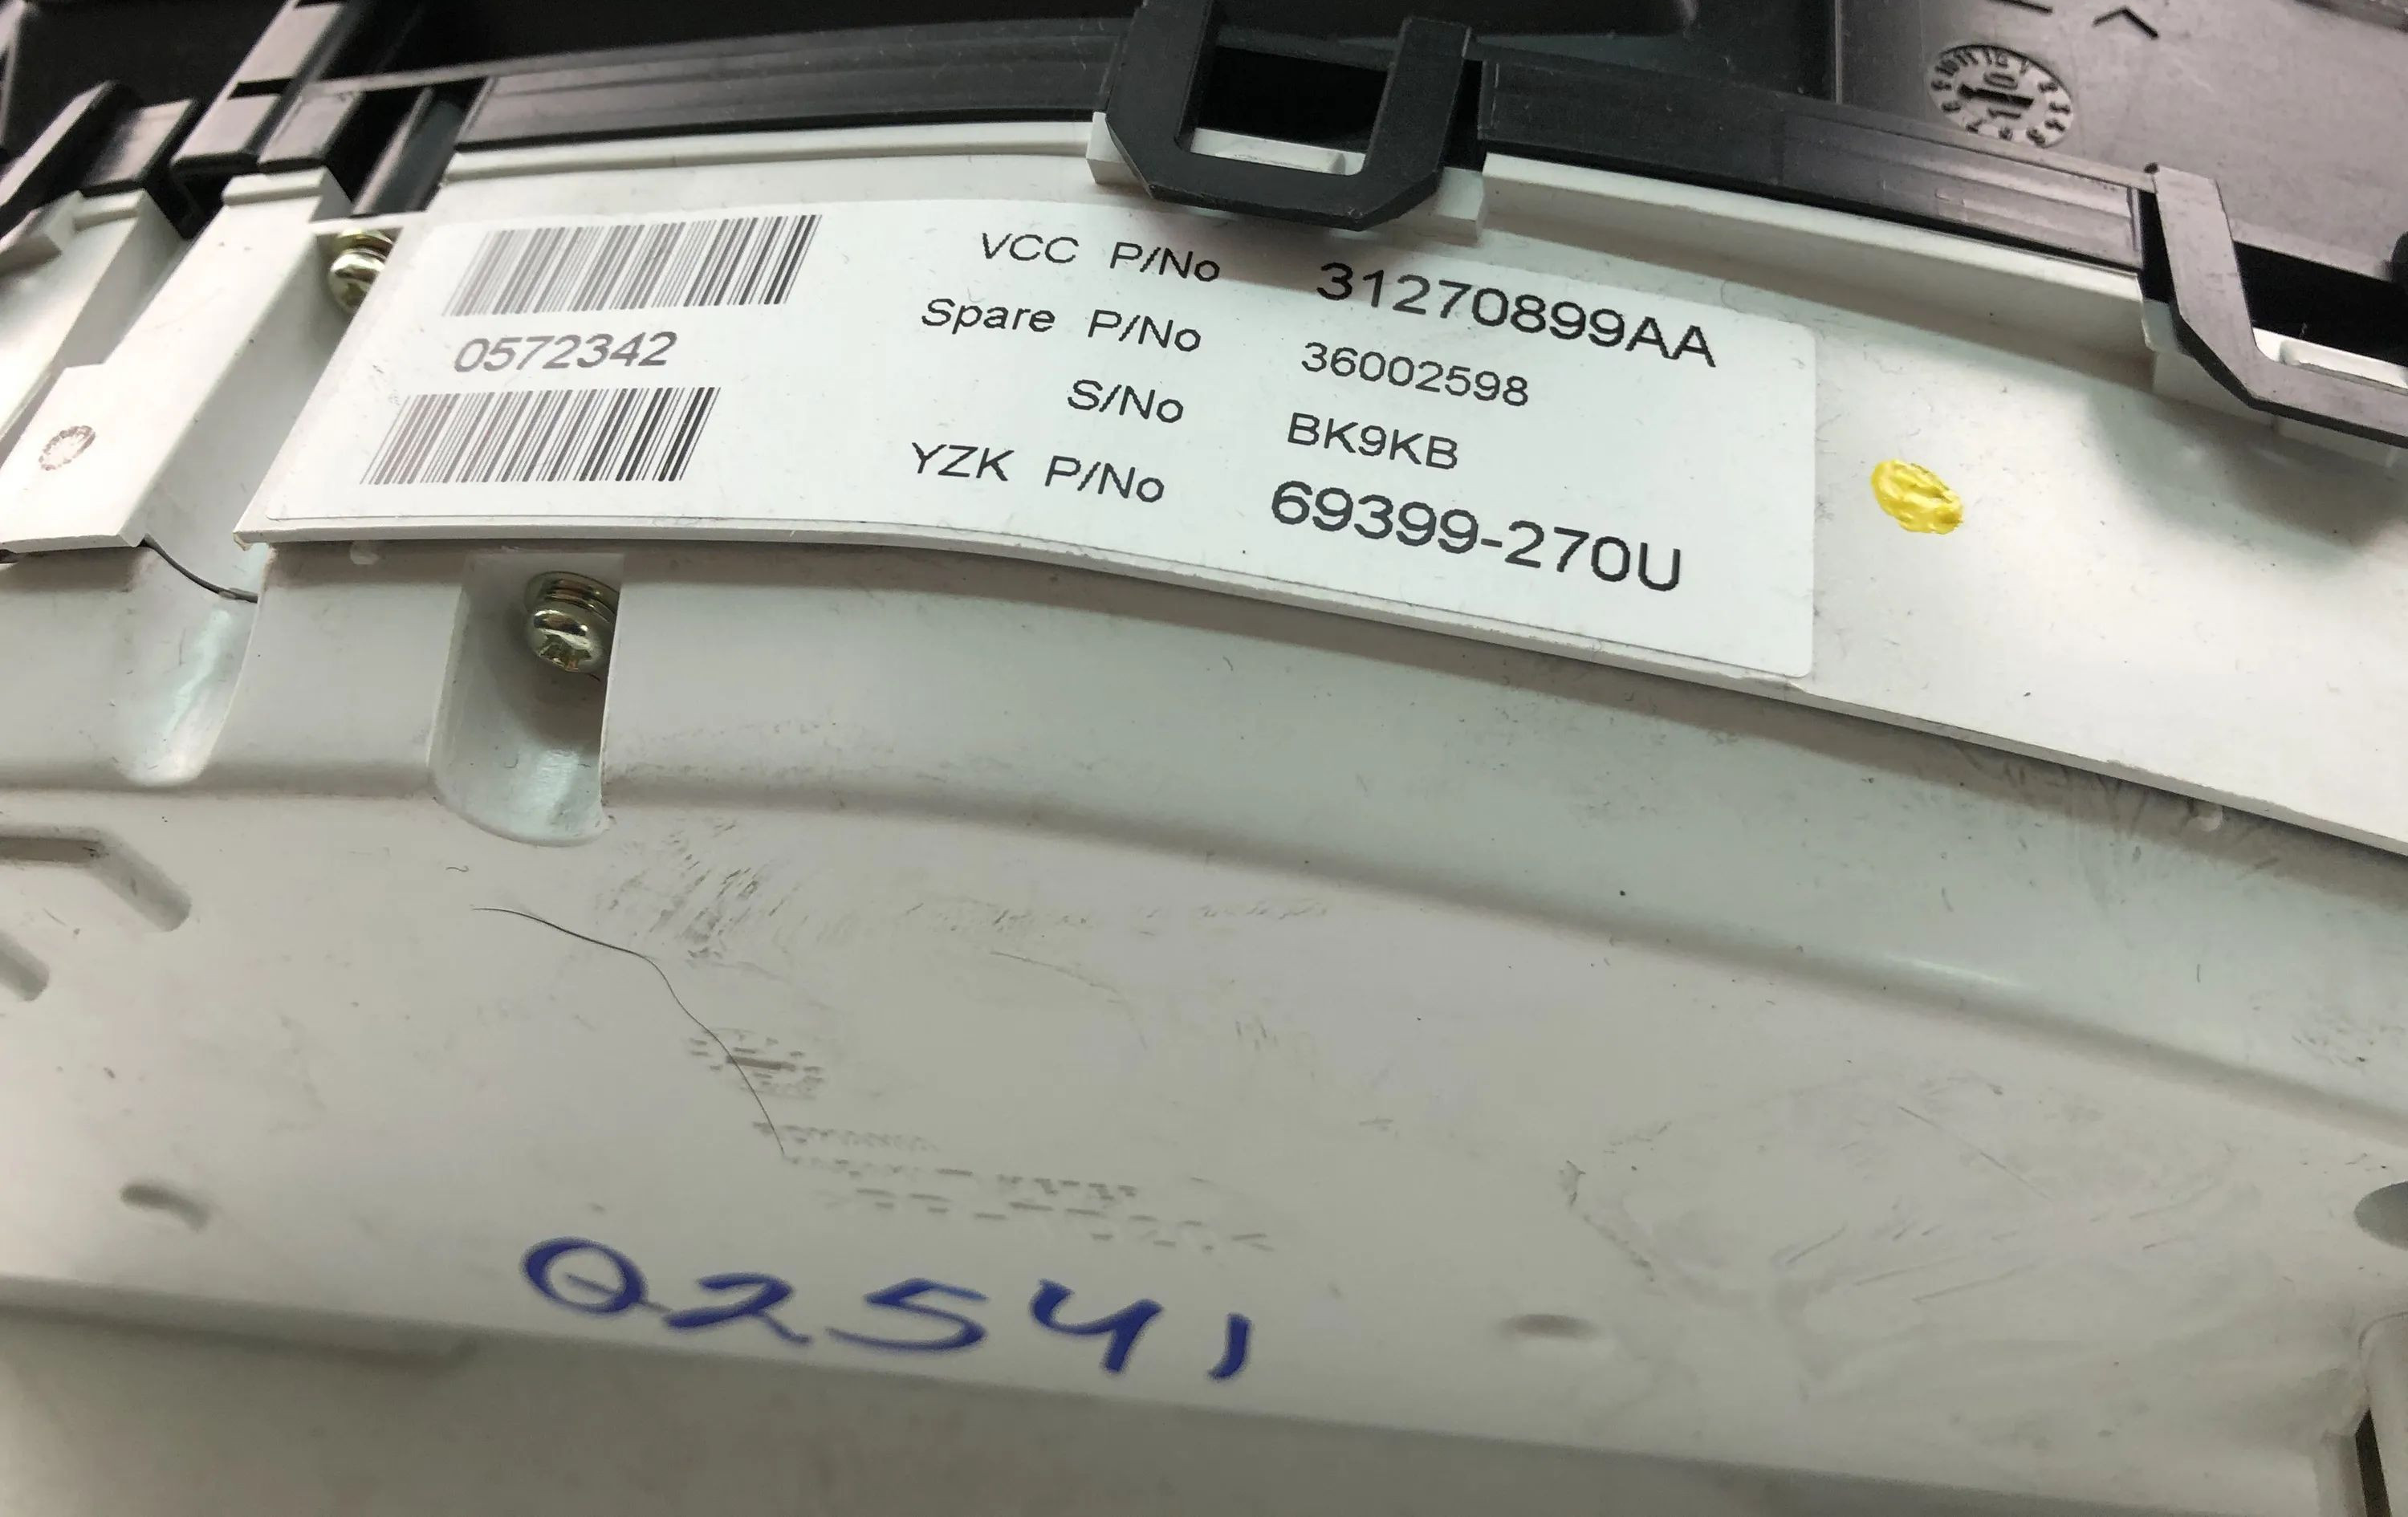 VCC P/No 31270899AA
0572342
Spare P/No 36002598
S/No BK9KB
YZK P/No 69399-270U
02541